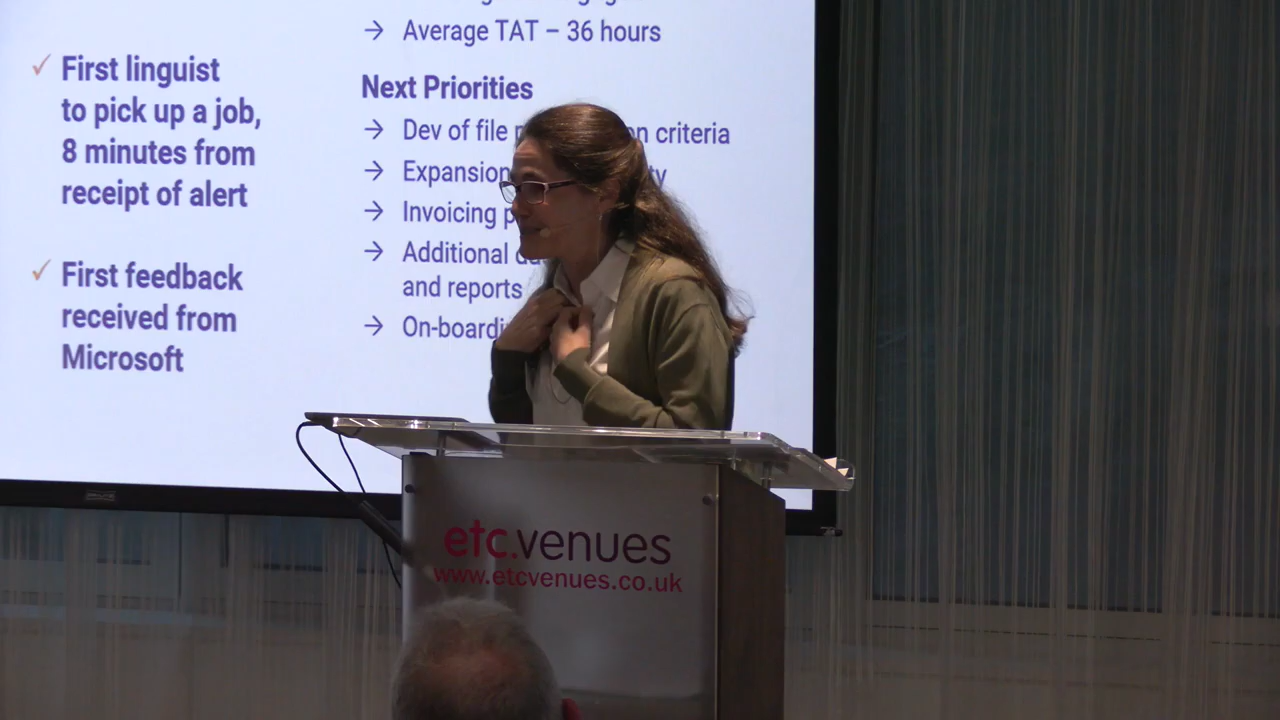 → Average TAT – 36 hours
✓ First linguist
to pick up a job,
8 minutes from
receipt of alert
✓ First feedback
received from
Microsoft
Next Priorities
→ Dev of file criteria
→ Expansion
→ Invoicing
→ Additional
and reports
→
etc.venues
www.etcvenues.co.uk